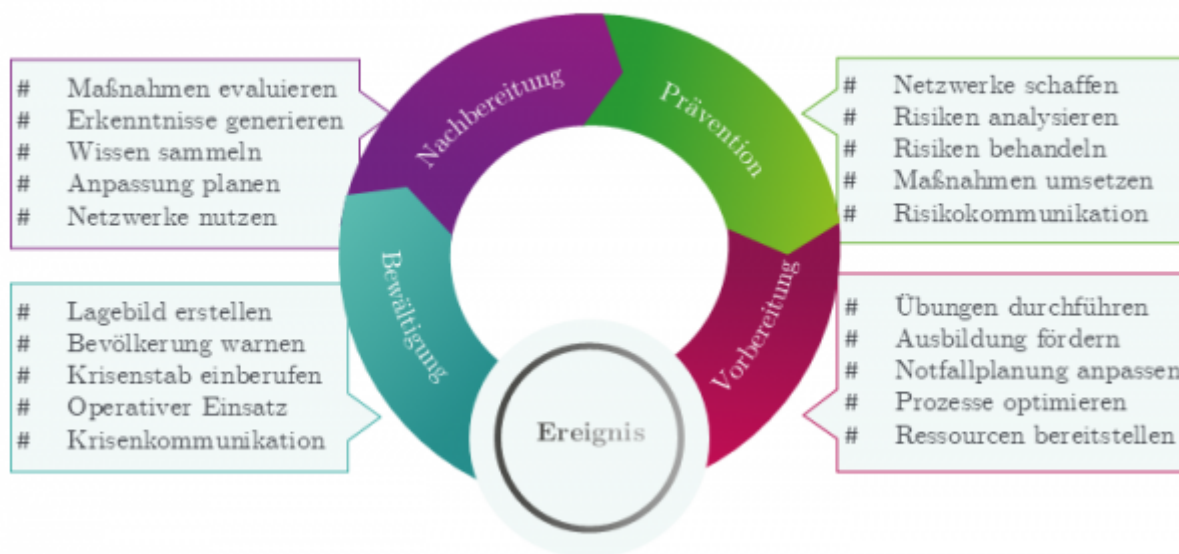 # Maßnahmen evaluieren
# Erkenntnisse generieren
# Wissen sammeln
# Anpassung planen
# Netzwerke nutzen
Nachbereitung
Prävention
# Netzwerke schaffen
# Risiken analysieren
# Risiken behandeln
# Maßnahmen umsetzen
# Risikokommunikation
# Lagebild erstellen
# Bevölkerung warnen
# Krisenstab einberufen
# Operativer Einsatz
# Krisenkommunikation
Bewältigung
Ereignis
Vorbereitung
# Übungen durchführen
# Ausbildung fördern
# Notfallplanung anpassen
# Prozesse optimieren
# Ressourcen bereitstellen